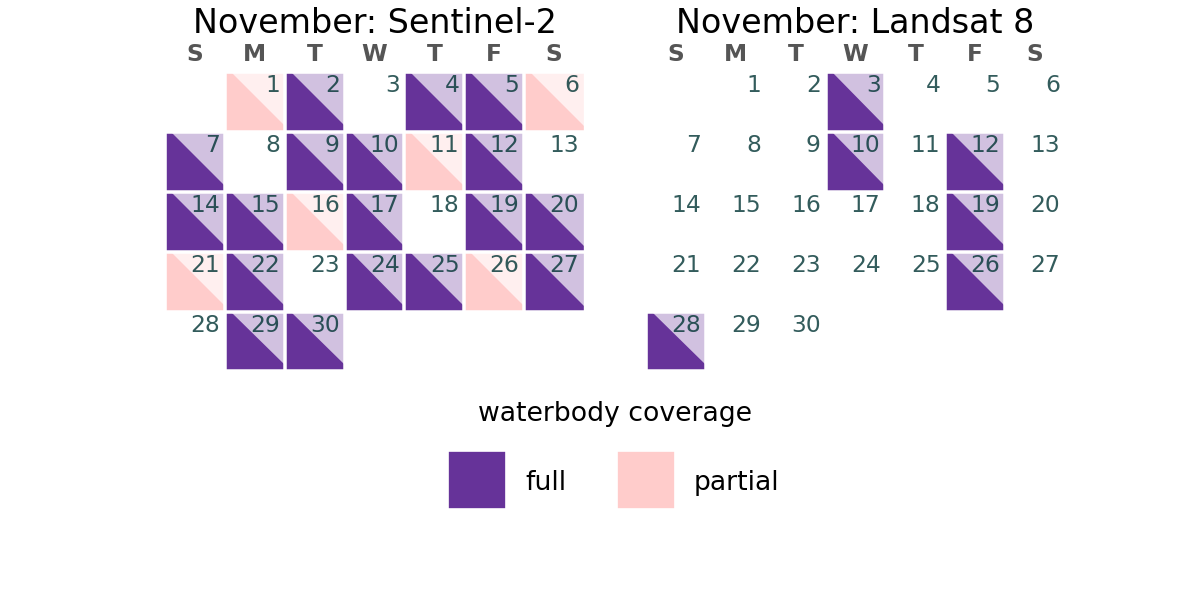 November: Sentinel-2
S M T W T F S
1 2 3 4 5 6
7 8 9 10 11 12 13
14 15 16 17 18 19 20
21 22 23 24 25 26 27
28 29 30
November: Landsat 8
S M T W T F S
1 2 3 4 5 6
7 8 9 10 11 12 13
14 15 16 17 18 19 20
21 22 23 24 25 26 27
28 29 30
waterbody coverage
full partial